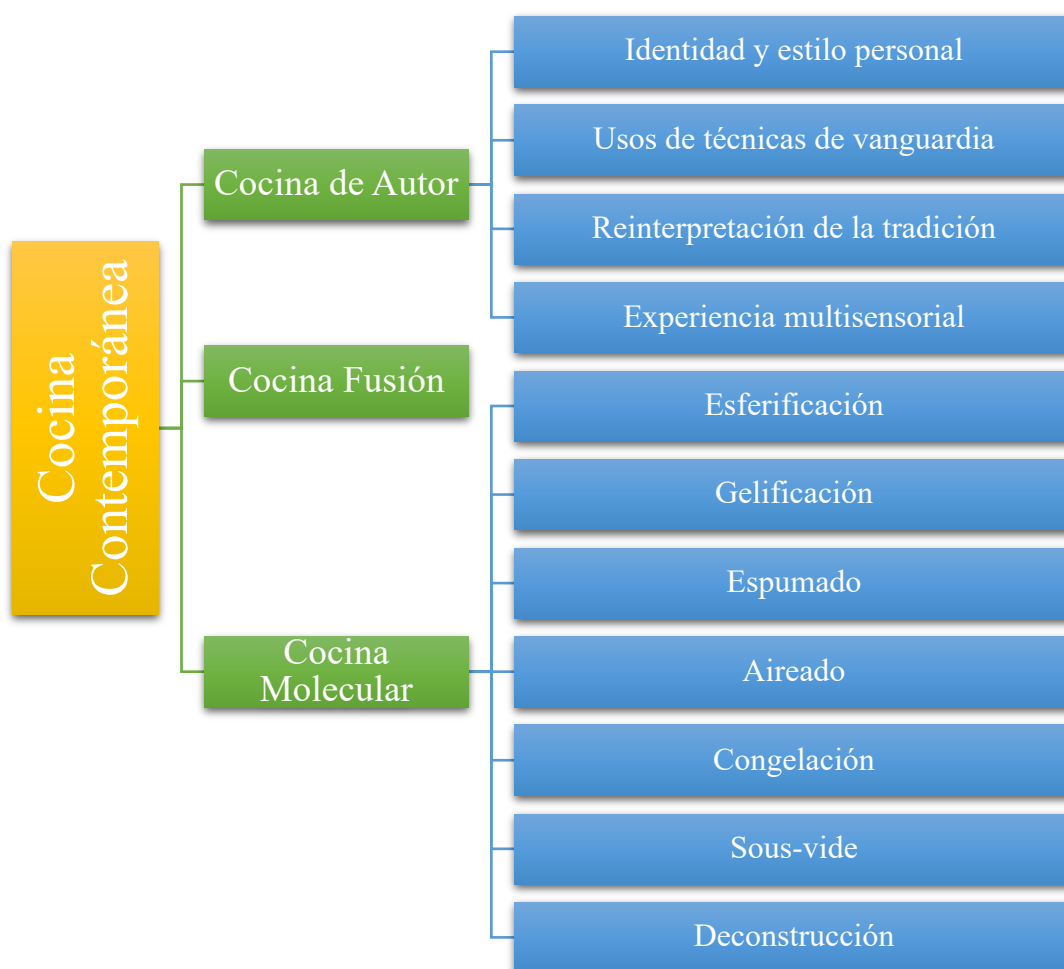 Cocina
Contemporánea
Cocina de Autor
Identidad y estilo personal
Usos de técnicas de vanguardia
Reinterpretación de la tradición
Experiencia multisensorial
Cocina Fusión
Cocina
Molecular
Esferificación
Gelificación
Espumado
Aireado
Congelación
Sous-vide
Deconstrucción